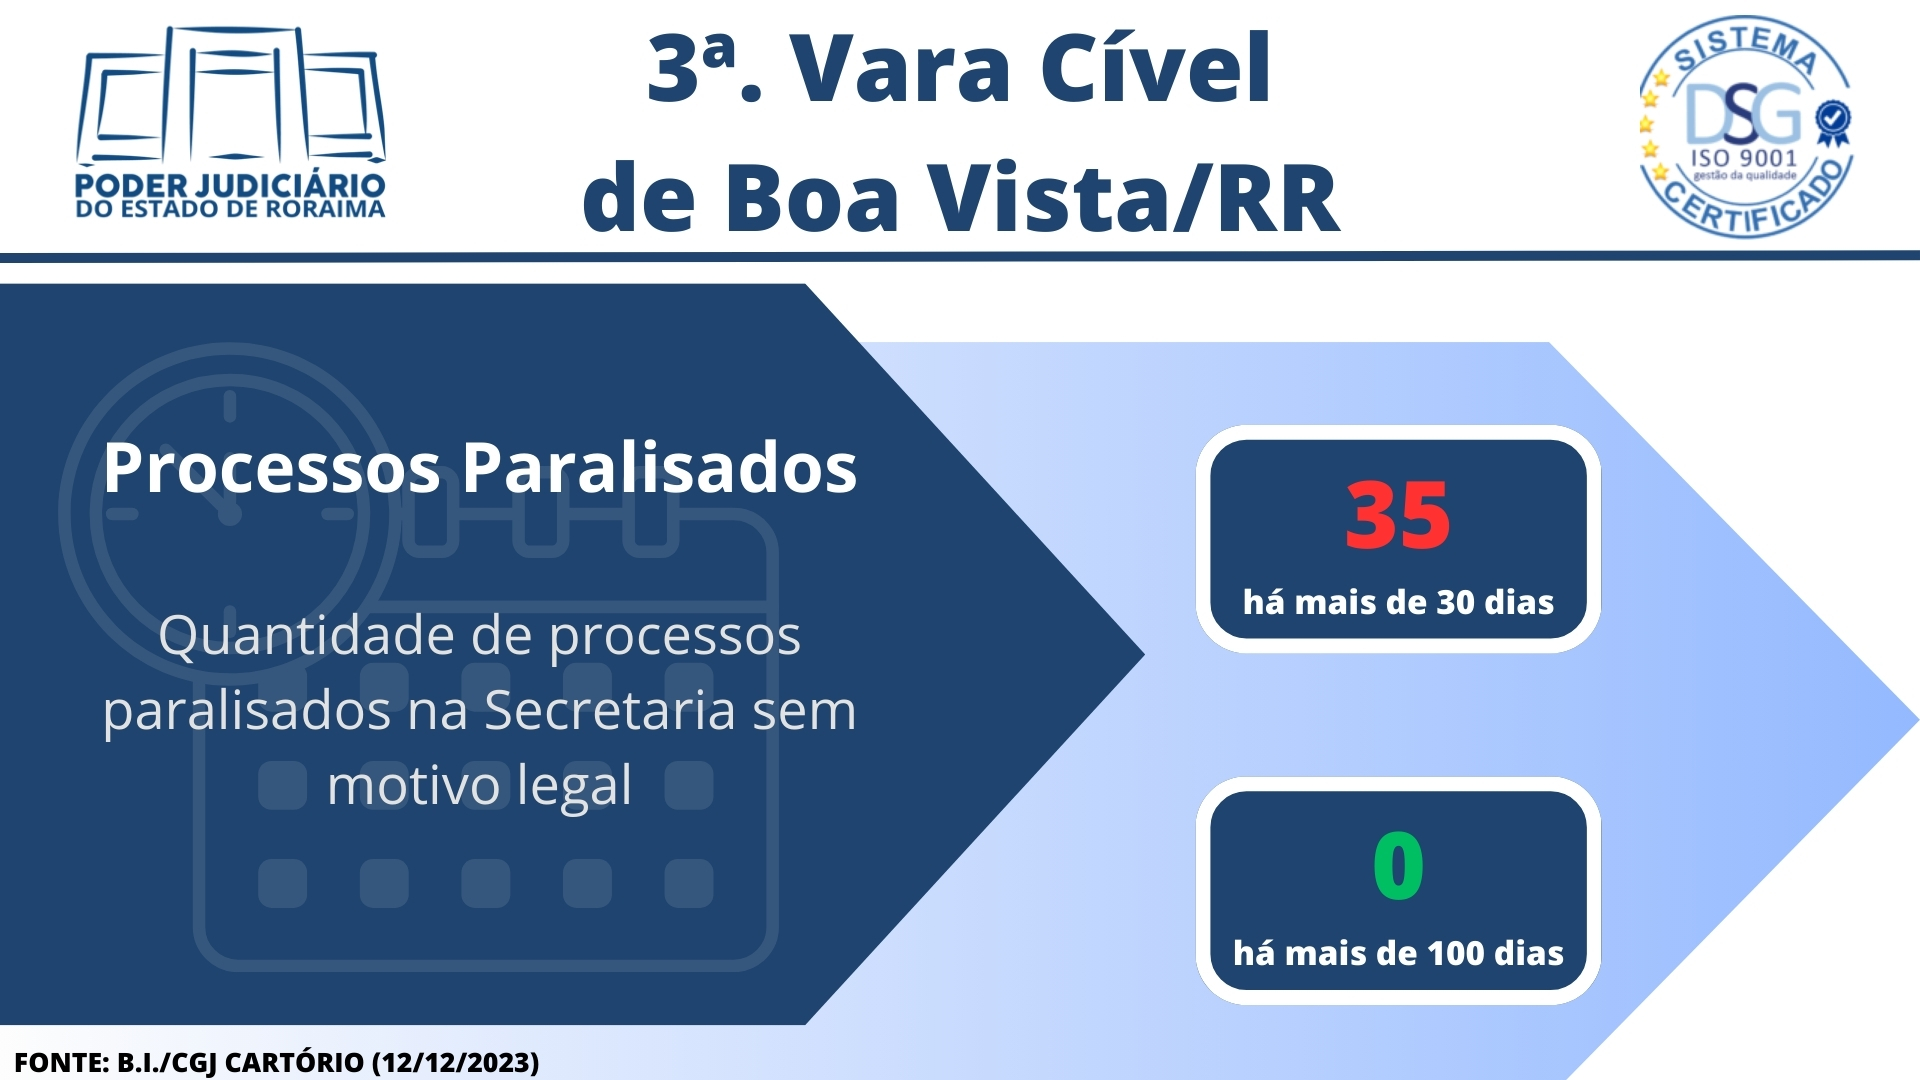 PODER JUDICIÁRIO
DO ESTADO DE RORAIMA
3ª. Vara Cível
de Boa Vista/RR
SISTEMA
DSG
ISO 9001
gestão da qualidade
CERTIFICADO
Processos Paralisados
Quantidade de processos
paralisados na Secretaria sem
motivo legal
35
há mais de 30 dias
0
há mais de 100 dias
FONTE: B.I./CGJ CARTÓRIO (12/12/2023)